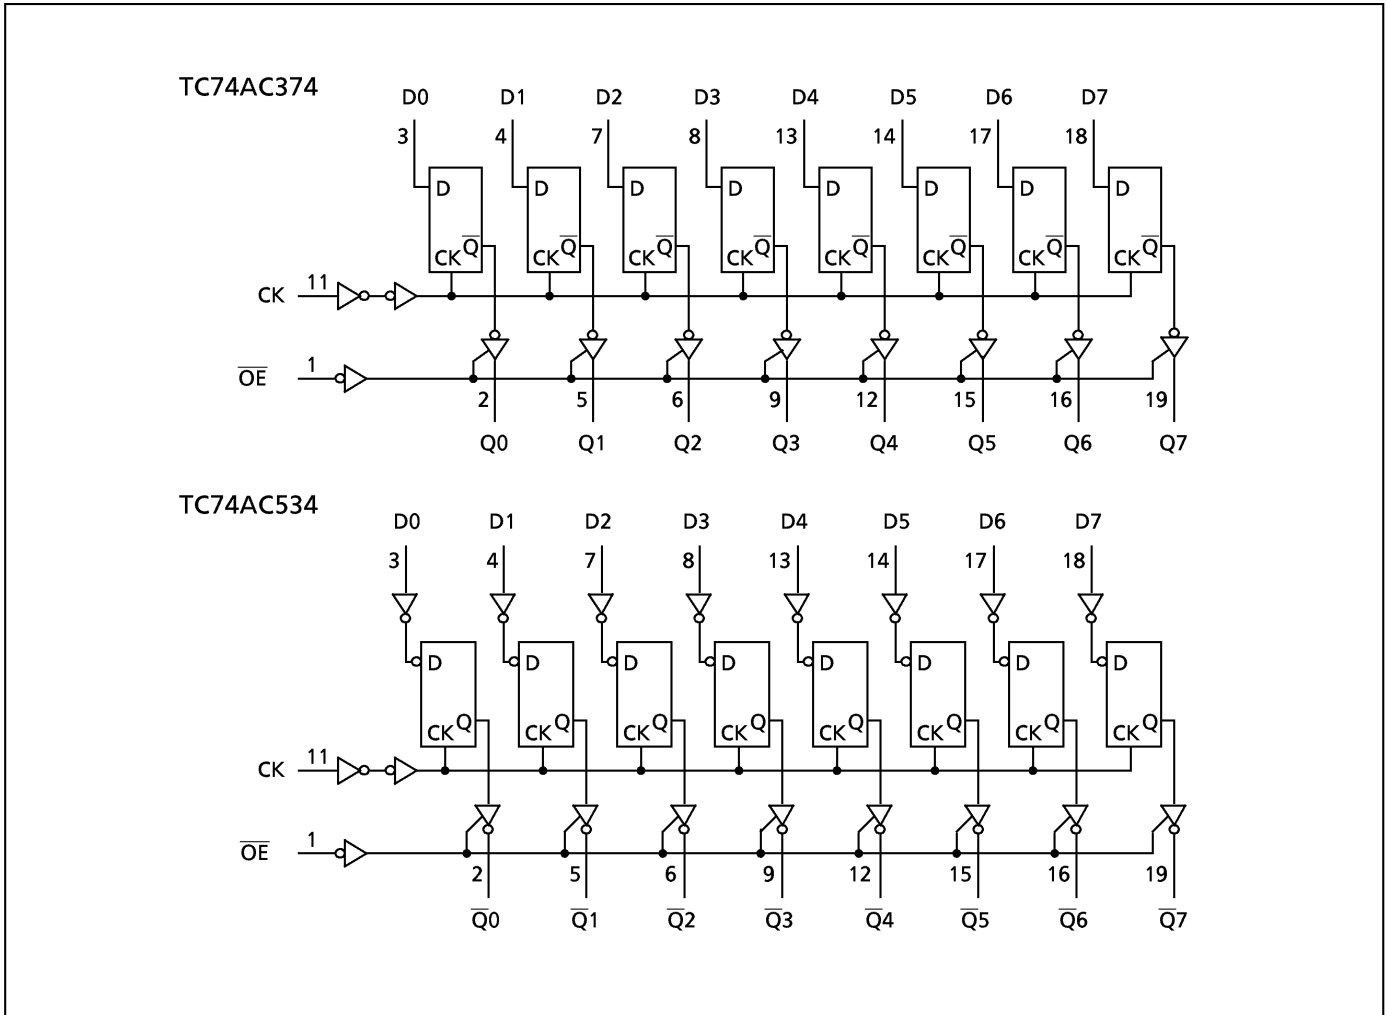 TC74AC374
D0 D1 D2 D3 D4 D5 D6 D7
3 4 7 8 13 14 17 18
D D D D D D D D
Q̅ Q̅ Q̅ Q̅ Q̅ Q̅ Q̅ Q̅
CK CK CK CK CK CK CK CK
CK 11
O̅E̅ 1
2 5 6 9 12 15 16 19
Q0 Q1 Q2 Q3 Q4 Q5 Q6 Q7
TC74AC534
D0 D1 D2 D3 D4 D5 D6 D7
3 4 7 8 13 14 17 18
D D D D D D D D
Q Q Q Q Q Q Q Q
CK CK CK CK CK CK CK CK
CK 11
O̅E̅ 1
2 5 6 9 12 15 16 19
Q̅0 Q̅1 Q̅2 Q̅3 Q̅4 Q̅5 Q̅6 Q̅7